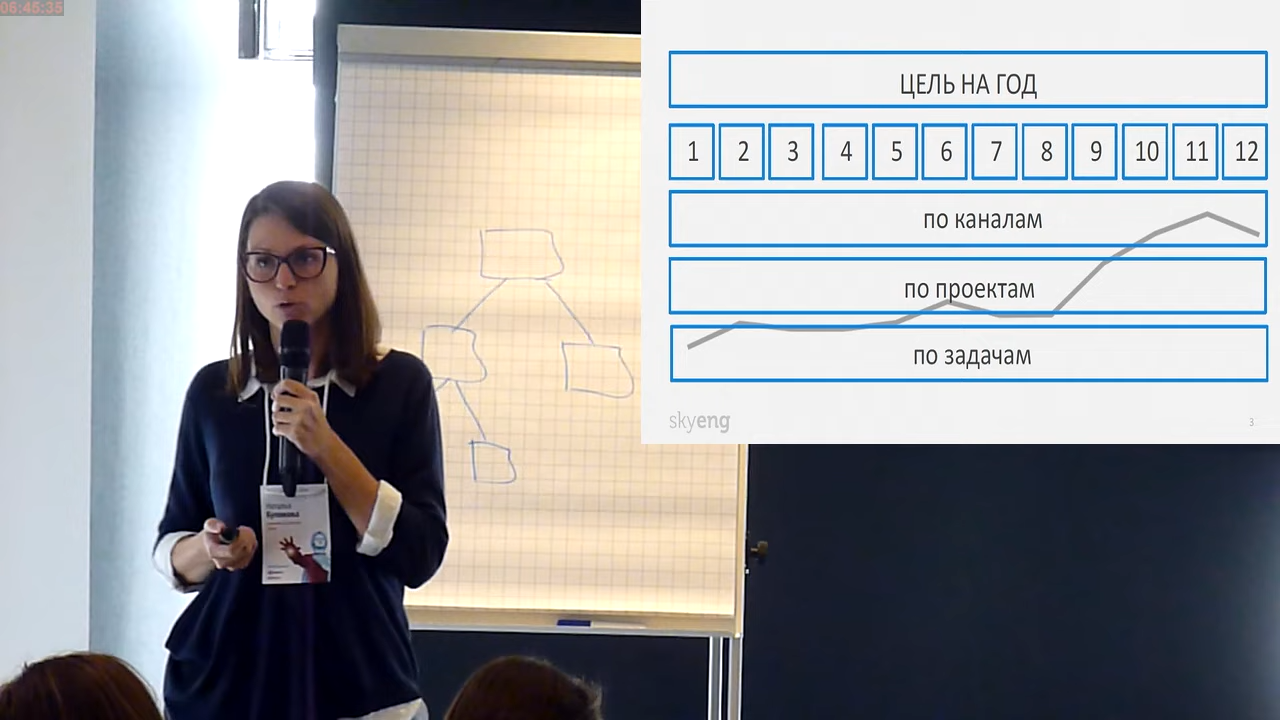 06:45:35
ЦЕЛЬ НА ГОД
1 2 3 4 5 6 7 8 9 10 11 12
по каналам
по проектам
по задачам
skyeng
3